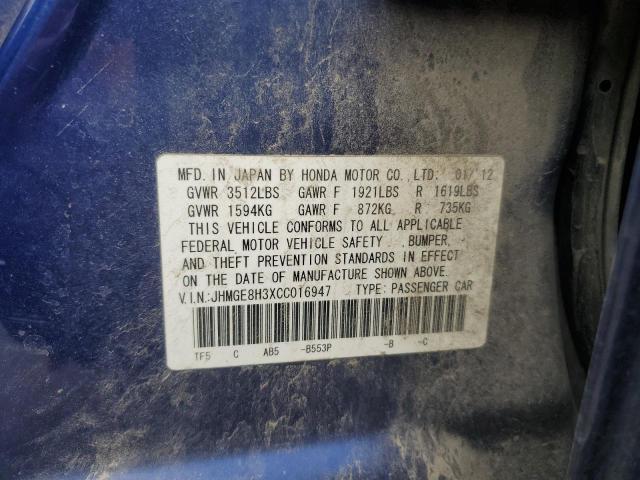 MFD. IN JAPAN BY HONDA MOTOR CO.,LTD. 01/12
GVWR 3512LBS GAWR F 1921LBS R 1619LBS
GVWR 1594KG GAWR F 872KG R 735KG
THIS VEHICLE CONFORMS TO ALL APPLICABLE
FEDERAL MOTOR VEHICLE SAFETY , BUMPER,
AND THEFT PREVENTION STANDARDS IN EFFECT
ON THE DATE OF MANUFACTURE SHOWN ABOVE.
V.I.N.:JHMGE8H3XCC016947 TYPE: PASSENGER CAR
TF5 C AB5 -B553P -B -C